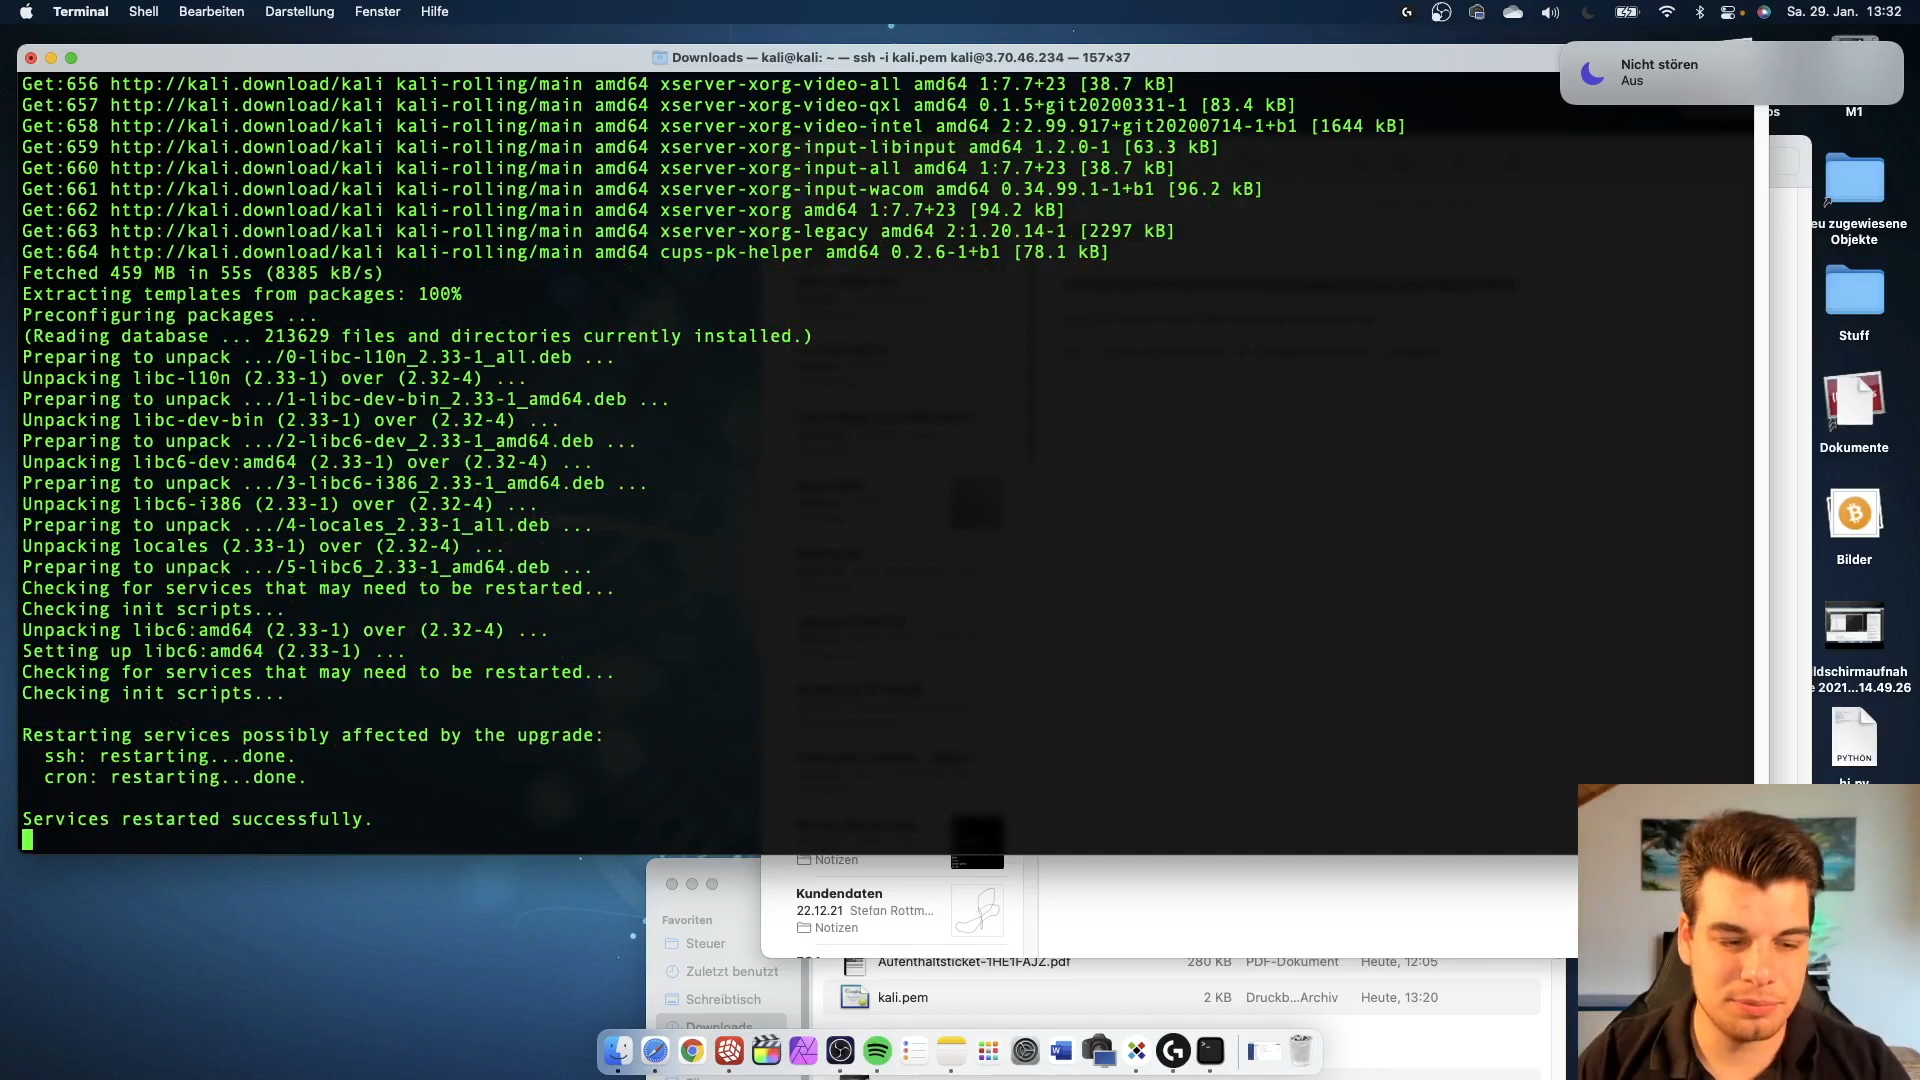 Terminal Shell Bearbeiten Darstellung Fenster Hilfe Sa. 29. Jan. 13:32
Downloads — kali@kali: ~ — ssh -i kali.pem kali@3.70.46.234 — 157×37
Nicht stören
Aus
Get:656 http://kali.download/kali kali-rolling/main amd64 xserver-xorg-video-all amd64 1:7.7+23 [38.7 kB]
Get:657 http://kali.download/kali kali-rolling/main amd64 xserver-xorg-video-qxl amd64 0.1.5+git20200331-1 [83.4 kB]
Get:658 http://kali.download/kali kali-rolling/main amd64 xserver-xorg-video-intel amd64 2:2.99.917+git20200714-1+b1 [1644 kB]
Get:659 http://kali.download/kali kali-rolling/main amd64 xserver-xorg-input-libinput amd64 1.2.0-1 [63.3 kB]
Get:660 http://kali.download/kali kali-rolling/main amd64 xserver-xorg-input-all amd64 1:7.7+23 [38.7 kB]
Get:661 http://kali.download/kali kali-rolling/main amd64 xserver-xorg-input-wacom amd64 0.34.99.1-1+b1 [96.2 kB]
Get:662 http://kali.download/kali kali-rolling/main amd64 xserver-xorg amd64 1:7.7+23 [94.2 kB]
Get:663 http://kali.download/kali kali-rolling/main amd64 xserver-xorg-legacy amd64 2:1.20.14-1 [2297 kB]
Get:664 http://kali.download/kali kali-rolling/main amd64 cups-pk-helper amd64 0.2.6-1+b1 [78.1 kB]
Fetched 459 MB in 55s (8385 kB/s)
Extracting templates from packages: 100%
Preconfiguring packages ...
(Reading database ... 213629 files and directories currently installed.)
Preparing to unpack .../0-libc-l10n_2.33-1_all.deb ...
Unpacking libc-l10n (2.33-1) over (2.32-4) ...
Preparing to unpack .../1-libc-dev-bin_2.33-1_amd64.deb ...
Unpacking libc-dev-bin (2.33-1) over (2.32-4) ...
Preparing to unpack .../2-libc6-dev_2.33-1_amd64.deb ...
Unpacking libc6-dev:amd64 (2.33-1) over (2.32-4) ...
Preparing to unpack .../3-libc6-i386_2.33-1_amd64.deb ...
Unpacking libc6-i386 (2.33-1) over (2.32-4) ...
Preparing to unpack .../4-locales_2.33-1_all.deb ...
Unpacking locales (2.33-1) over (2.32-4) ...
Preparing to unpack .../5-libc6_2.33-1_amd64.deb ...
Checking for services that may need to be restarted...
Checking init scripts...
Unpacking libc6:amd64 (2.33-1) over (2.32-4) ...
Setting up libc6:amd64 (2.33-1) ...
Checking for services that may need to be restarted...
Checking init scripts...
Restarting services possibly affected by the upgrade:
ssh: restarting...done.
cron: restarting...done.
Services restarted successfully.
M1
eu zugewiesene
Objekte
Stuff
Dokumente
Bilder
ldschirmaufnah
e 2021...14.49.26
PYTHON
hi.py
Notizen
Kundendaten
22.12.21 Stefan Rottm...
Notizen
Favoriten
Steuer
Zuletzt benutzt
Schreibtisch
Downloads
Aufenthaltsticket-1HE1FAJZ.pdf 280 KB PDF-Dokument Heute, 12:05
kali.pem 2 KB Druckb...Archiv Heute, 13:20